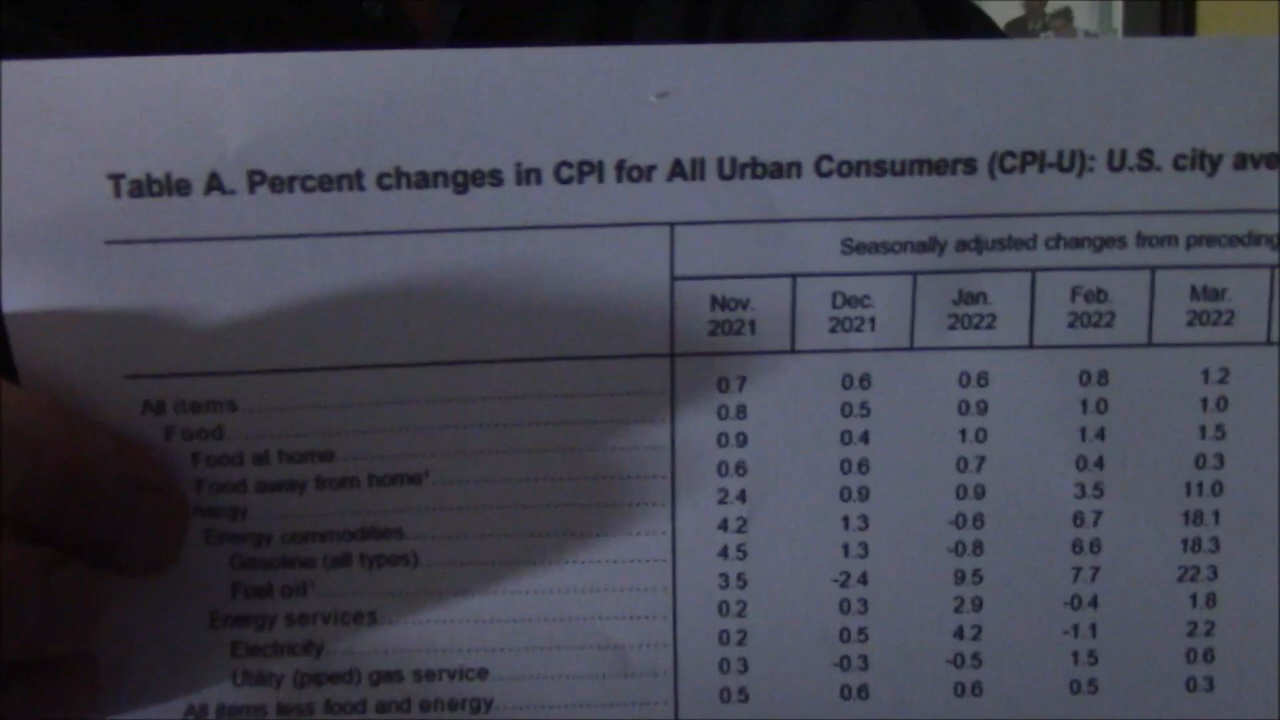 Table A. Percent changes in CPI for All Urban Consumers (CPI-U): U.S. city ave
Seasonally adjusted changes from preceding
Nov. 2021 Dec. 2021 Jan. 2022 Feb. 2022 Mar. 2022
All items 0.7 0.6 0.6 0.8 1.2
Food 0.8 0.5 0.9 1.0 1.0
Food at home 0.9 0.4 1.0 1.4 1.5
Food away from home¹ 0.6 0.6 0.7 0.4 0.3
nergy 2.4 0.9 0.9 3.5 11.0
Energy commodities 4.2 1.3 -0.6 6.7 18.1
Gasoline (all types) 4.5 1.3 -0.8 6.6 18.3
Fuel oil¹ 3.5 -2.4 9.5 7.7 22.3
Energy services 0.2 0.3 2.9 -0.4 1.8
Electricity 0.2 0.5 4.2 -1.1 2.2
Utility (piped) gas service 0.3 -0.3 -0.5 1.5 0.6
All items less food and energy 0.5 0.6 0.6 0.5 0.3